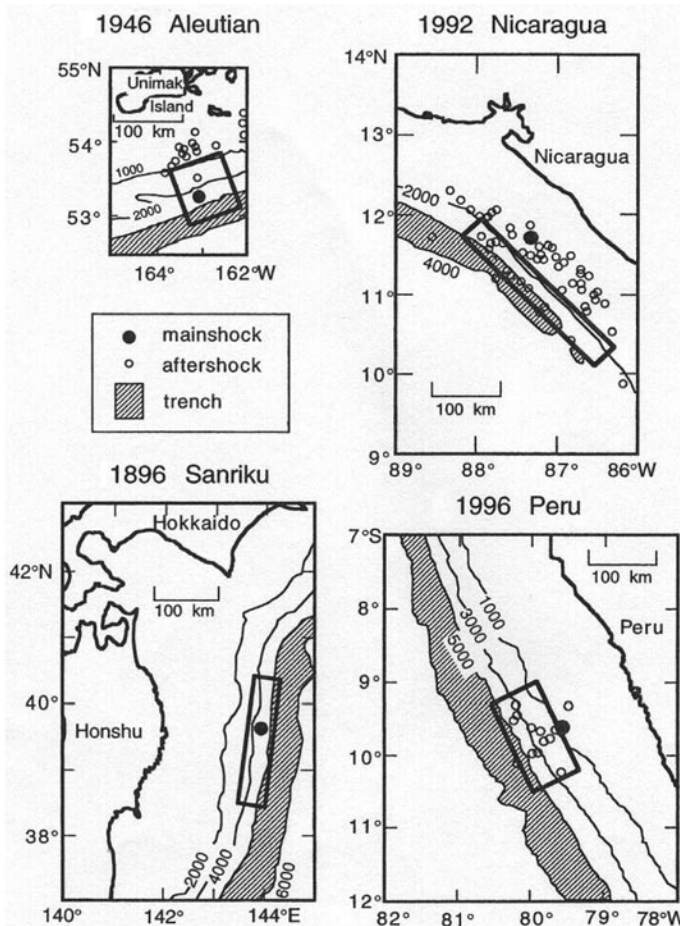 1946 Aleutian
55°N
Unimak
Island
100 km
54°
1000
53°
2000
164°
162°W
1992 Nicaragua
14°N
13°
Nicaragua
2000
12°
4000
11°
10°
100 km
9°
89°
88°
87°
86°W
mainshock
aftershock
trench
100 km
1896 Sanriku
Hokkaido
42°N
100 km
40°
Honshu
38°
2000
4000
6000
140°
142°
144°E
1996 Peru
7°S
100 km
8°
1000
3000
5000
Peru
9°
10°
11°
12°
82°
81°
80°
79°
78°W